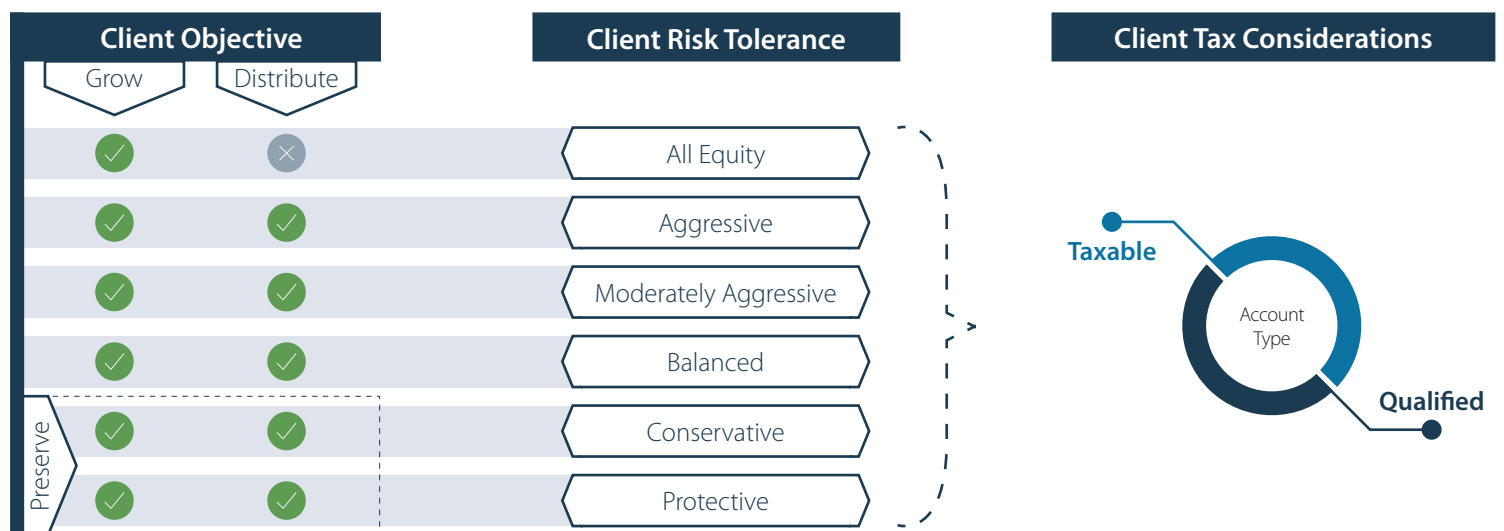 Client Objective
Client Risk Tolerance
Client Tax Considerations
Grow
Distribute
All Equity
Aggressive
Moderately Aggressive
Balanced
Conservative
Protective
Preserve
Taxable
Account
Type
Qualified